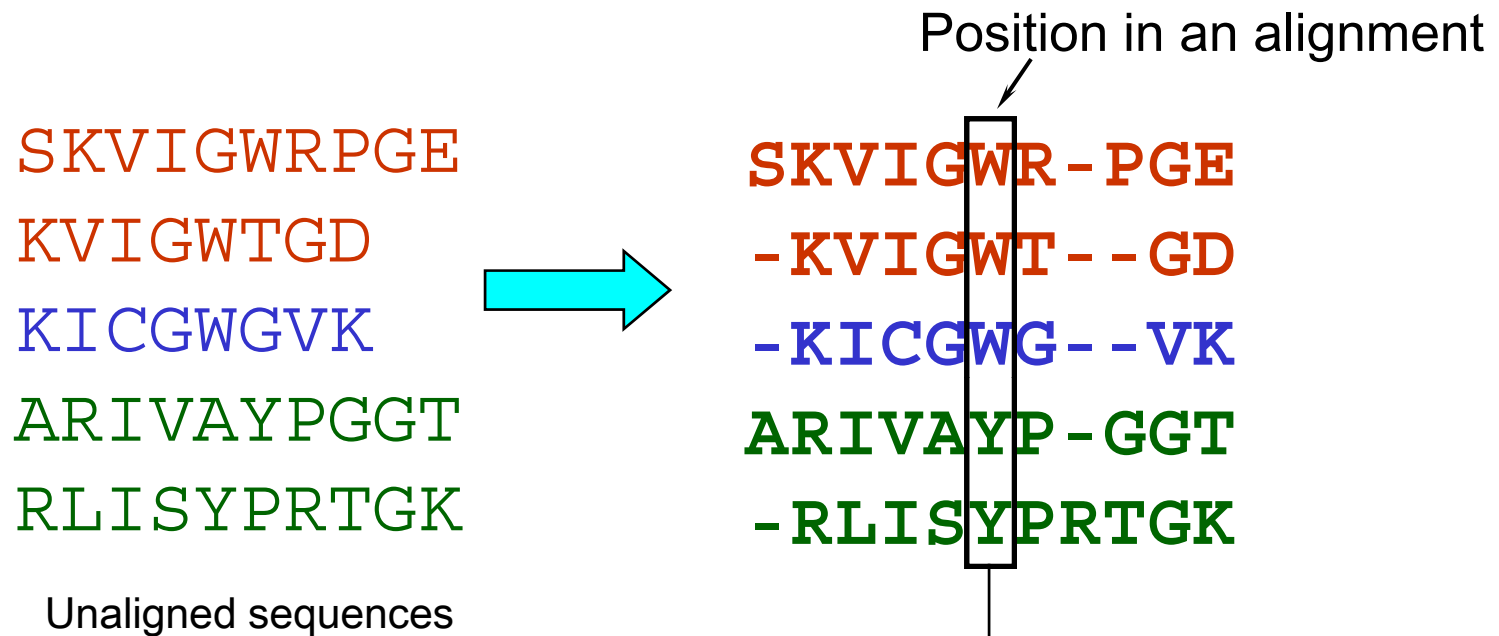 Position in an alignment
SKVIGWRPGE
KVIGWTGD
KICGWGVK
ARIVAYPGGT
RLISYPRTGK
Unaligned sequences
SKVIGWR-PGE
-KVIGWT--GD
-KICGWG--VK
ARIVAYP-GGT
-RLISYPRTGK